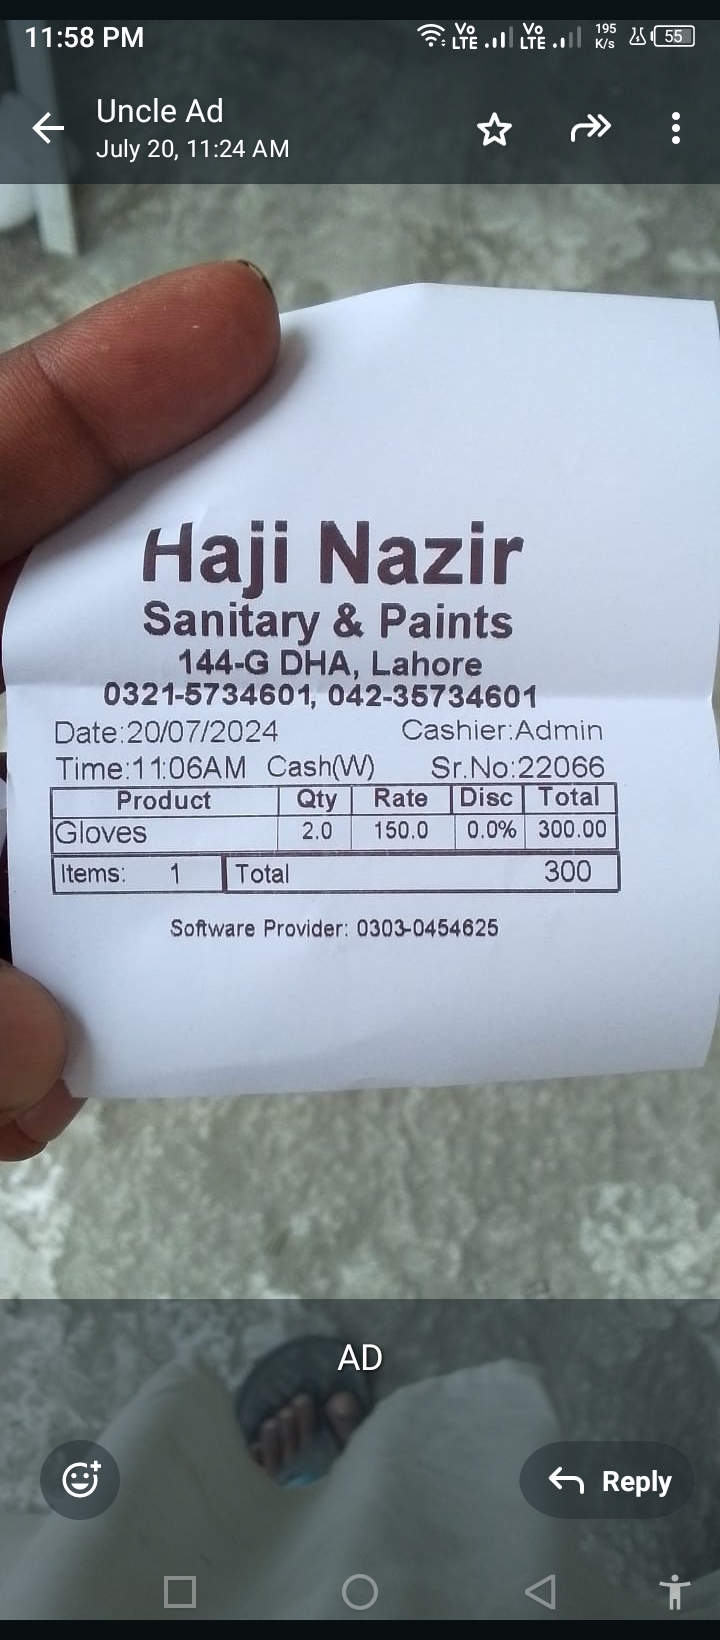 11:58 PM Vo LTE Vo LTE 195 K/s 55
Uncle Ad
July 20, 11:24 AM
Haji Nazir
Sanitary & Paints
144-G DHA, Lahore
0321-5734601, 042-35734601
Date:20/07/2024 Cashier:Admin
Time:11:06AM Cash(W) Sr.No:22066
Product Qty Rate Disc Total
Gloves 2.0 150.0 0.0% 300.00
Items: 1 Total 300
Software Provider: 0303-0454625
AD
Reply